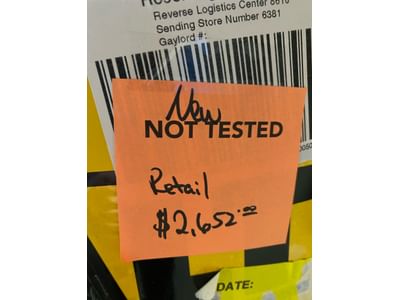 Reverse Logistics Center 8610
Sending Store Number 6381
Gaylord #:
New
NOT TESTED
Retail
$2,652.00
DATE: